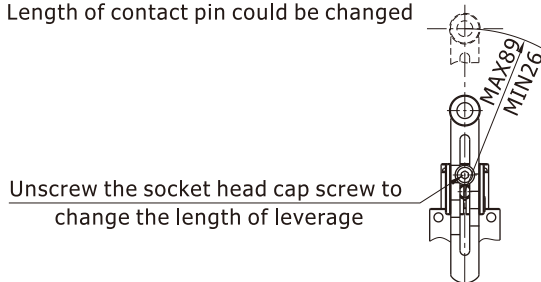 Length of contact pin could be changed
MAX89
MIN26
Unscrew the socket head cap screw to
change the length of leverage